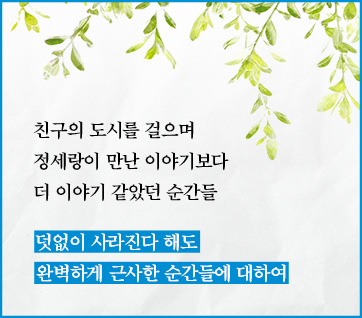 친구의 도시를 걸으며
정세랑이 만난 이야기보다
더 이야기 같았던 순간들
덧없이 사라진다 해도
완벽하게 근사한 순간들에 대하여